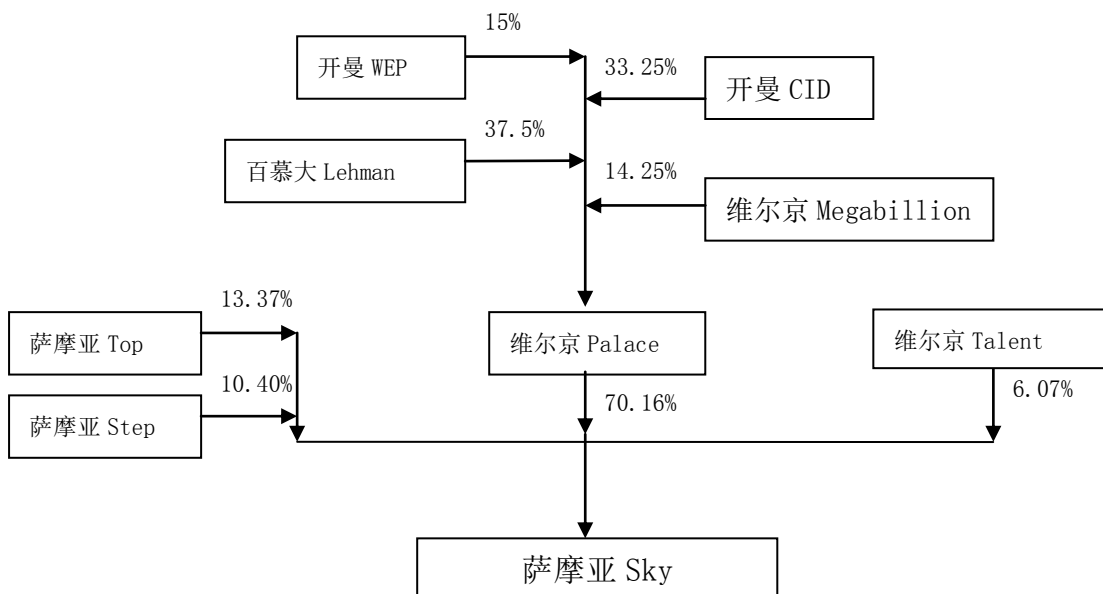 15%
开曼 WEP
33.25%
开曼 CID
37.5%
百慕大 Lehman
14.25%
维尔京 Megabillion
13.37%
萨摩亚 Top
维尔京 Palace
维尔京 Talent
10.40%
70.16%
6.07%
萨摩亚 Step
萨摩亚 Sky